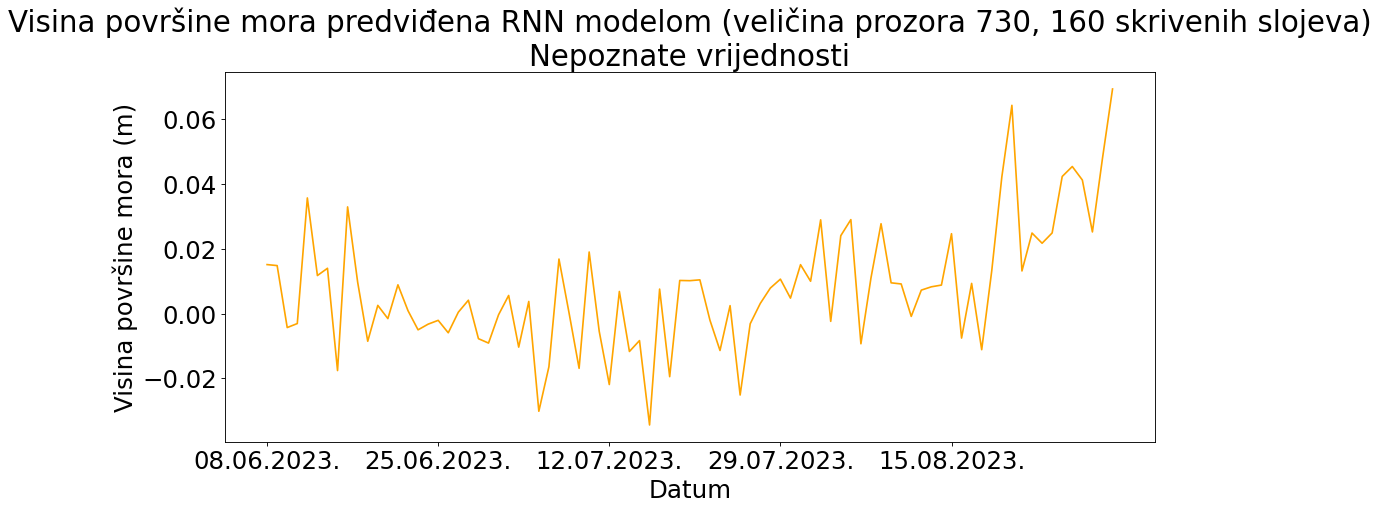 Visina površine mora predviđena RNN modelom (veličina prozora 730, 160 skrivenih slojeva)
Nepoznate vrijednosti
Visina površine mora (m)
0.06
0.04
0.02
0.00
−0.02
08.06.2023. 25.06.2023. 12.07.2023. 29.07.2023. 15.08.2023.
Datum